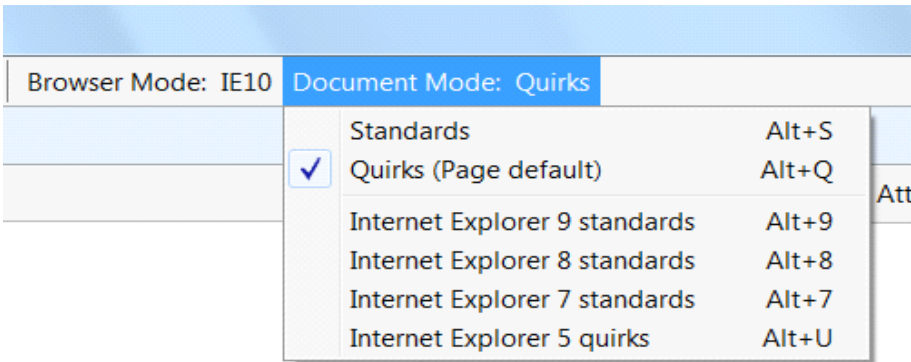 Browser Mode: IE10 Document Mode: Quirks
Standards Alt+S
Quirks (Page default) Alt+Q
Att
Internet Explorer 9 standards Alt+9
Internet Explorer 8 standards Alt+8
Internet Explorer 7 standards Alt+7
Internet Explorer 5 quirks Alt+U